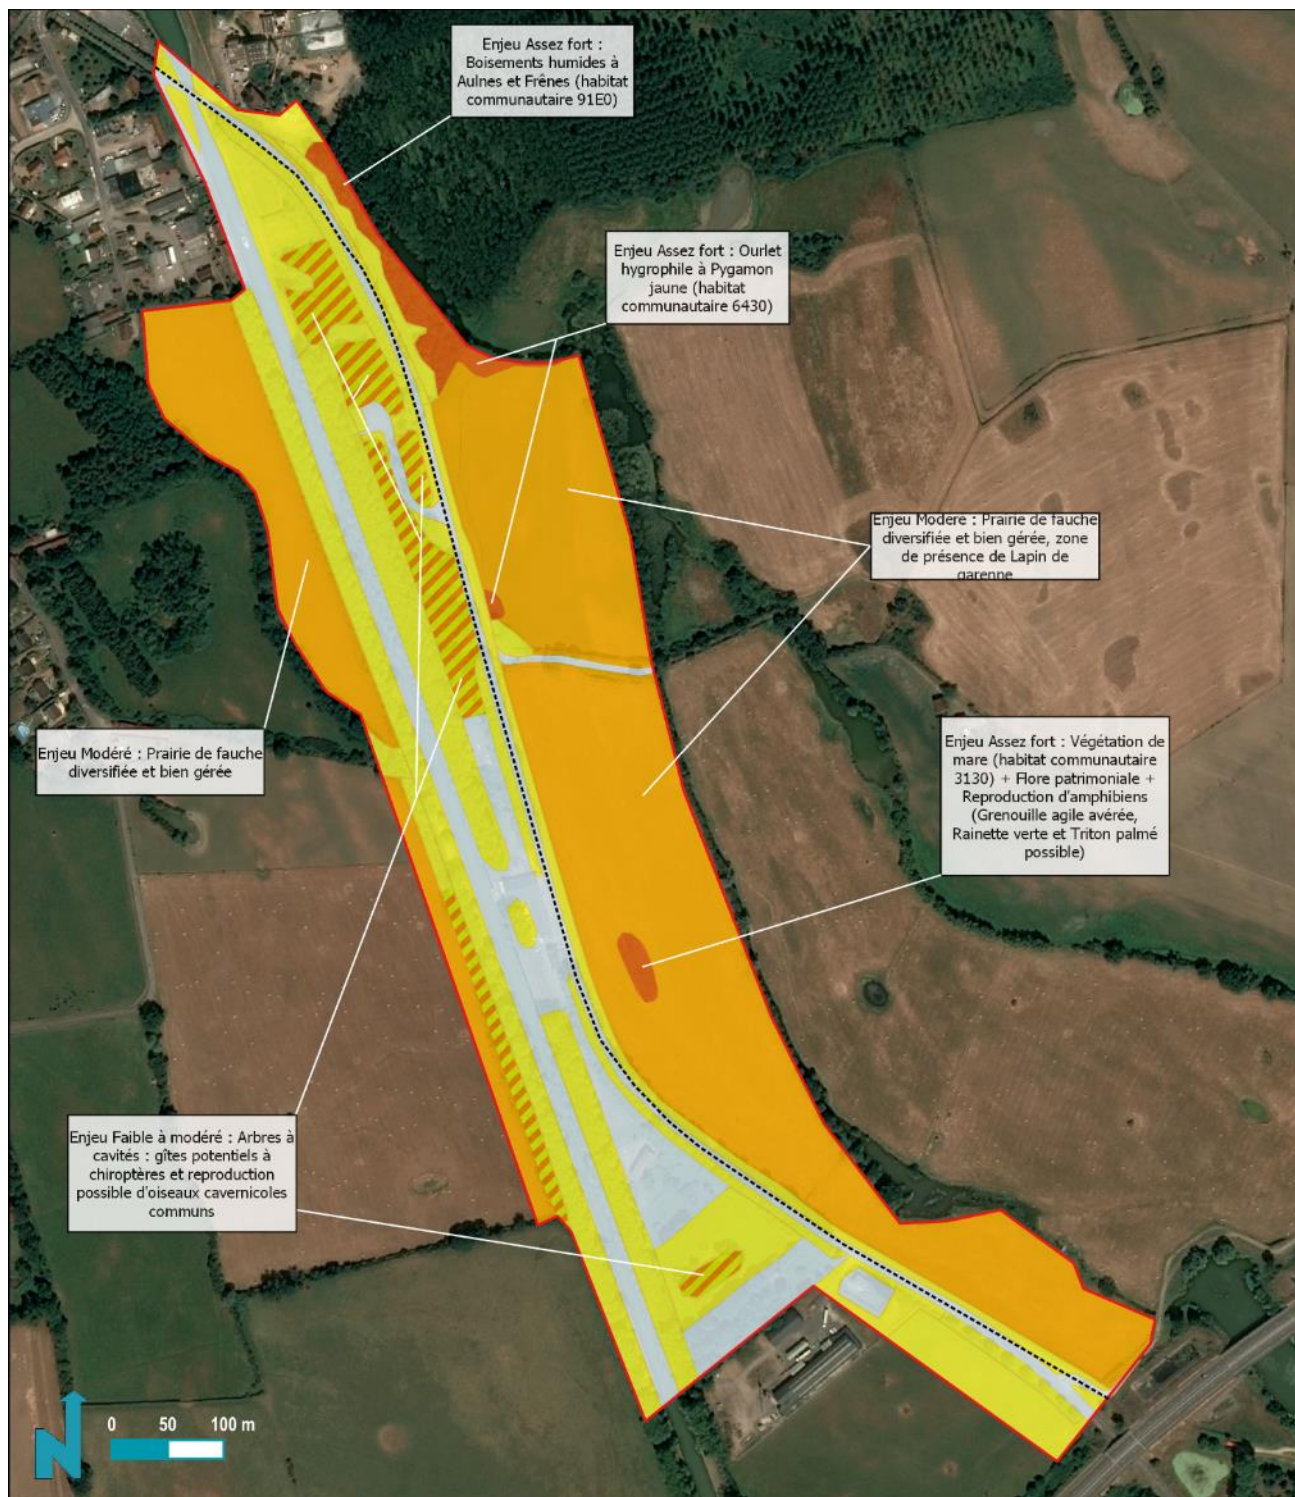 Enjeu Assez fort :
Boisements humides à
Aulnes et Frênes (habitat
communautaire 91E0)
Enjeu Assez fort : Ourlet
hygrophile à Pygamon
jaune (habitat
communautaire 6430)
Enjeu Modéré : Prairie de fauche
diversifiée et bien gérée, zone
de présence de Lapin de
garenne
Enjeu Modéré : Prairie de fauche
diversifiée et bien gérée
Enjeu Assez fort : Végétation de
mare (habitat communautaire
3130) + Flore patrimoniale +
Reproduction d'amphibiens
(Grenouille agile avérée,
Rainette verte et Triton palmé
possible)
Enjeu Faible à modéré : Arbres à
cavités : gîtes potentiels à
chiroptères et reproduction
possible d'oiseaux cavernicoles
communs
N
0 50 100 m